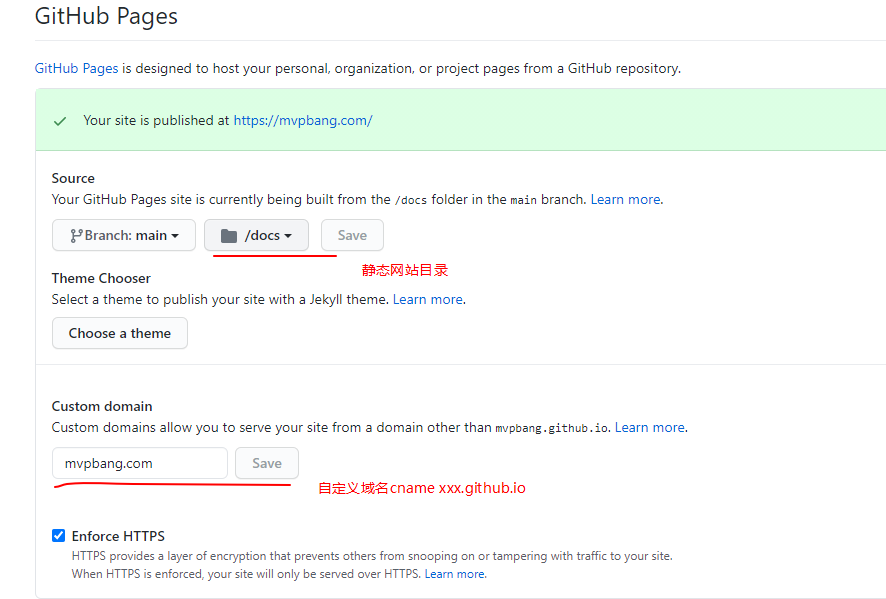 GitHub Pages
GitHub Pages is designed to host your personal, organization, or project pages from a GitHub repository.
Your site is published at https://mvpbang.com/
Source
Your GitHub Pages site is currently being built from the /docs folder in the main branch. Learn more.
Branch: main
/docs
Save
静态网站目录
Theme Chooser
Select a theme to publish your site with a Jekyll theme. Learn more.
Choose a theme
Custom domain
Custom domains allow you to serve your site from a domain other than mvpbang.github.io. Learn more.
mvpbang.com
Save
自定义域名cname xxx.github.io
Enforce HTTPS
HTTPS provides a layer of encryption that prevents others from snooping on or tampering with traffic to your site.
When HTTPS is enforced, your site will only be served over HTTPS. Learn more.